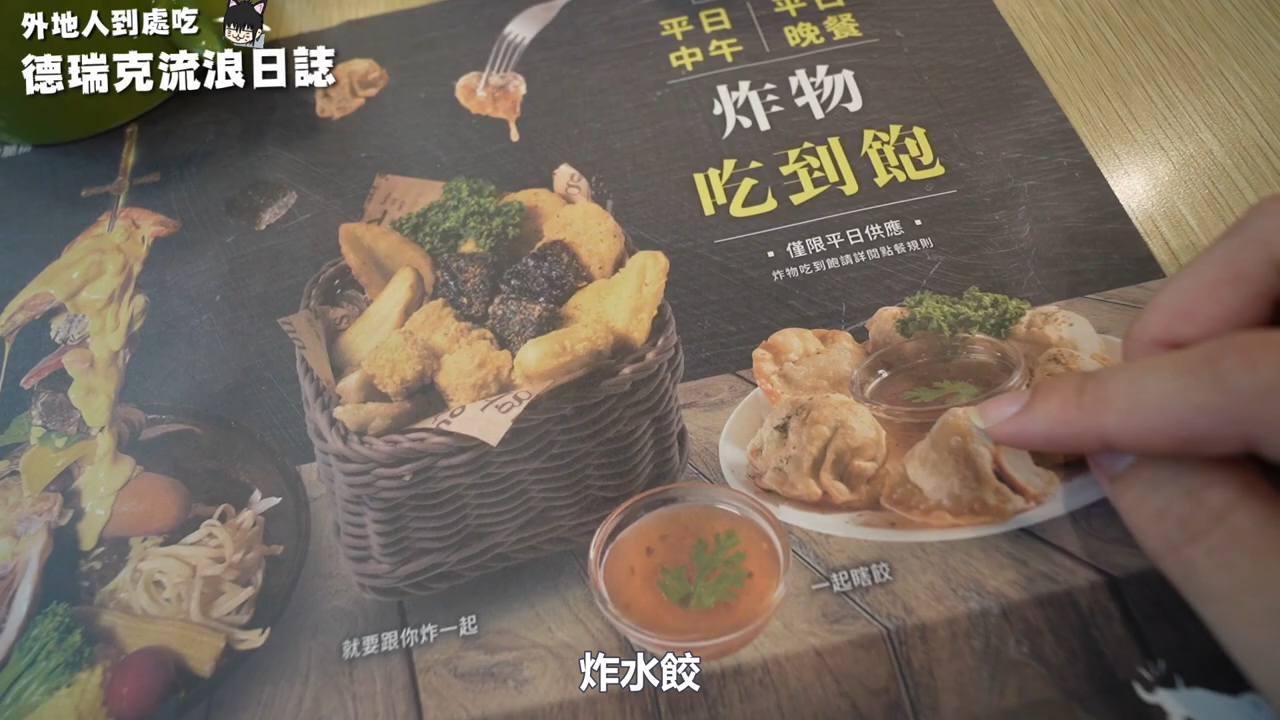 外地人到處吃
德瑞克流浪日誌
平日
中午
平日
晚餐
炸物
吃到飽
▪ 僅限平日供應 ▪
炸物吃到飽請詳閱點餐規則
就要跟你炸一起
一起瞎餃
炸水餃